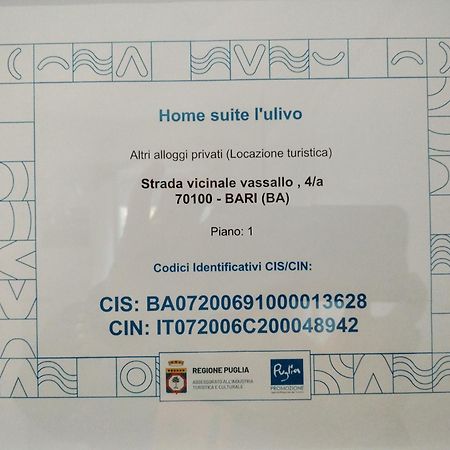 Home suite l'ulivo
Altri alloggi privati (Locazione turistica)
Strada vicinale vassallo , 4/a
70100 - BARI (BA)
Piano: 1
Codici Identificativi CIS/CIN:
CIS: BA07200691000013628
CIN: IT072006C200048942
REGIONE PUGLIA
ASSESSORATO ALL'INDUSTRIA
TURISTICA E CULTURALE
Puglia
PROMOZIONE